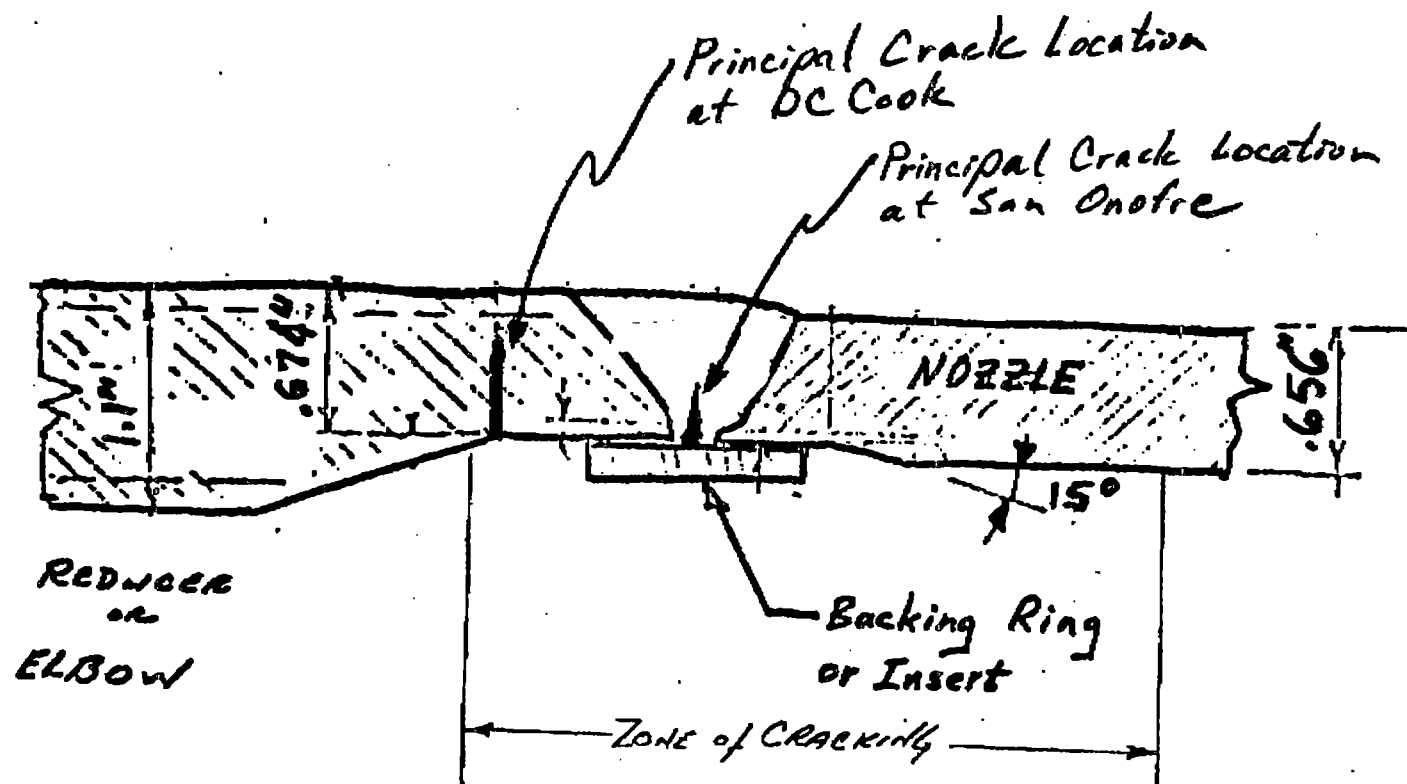 Principal Crack Location
at DC Cook
Principal Crack Location
at San Onofre
1.1"
.674"
NOZZLE
.656"
15°
REDUCER
OR
ELBOW
Backing Ring
or Insert
ZONE of CRACKING